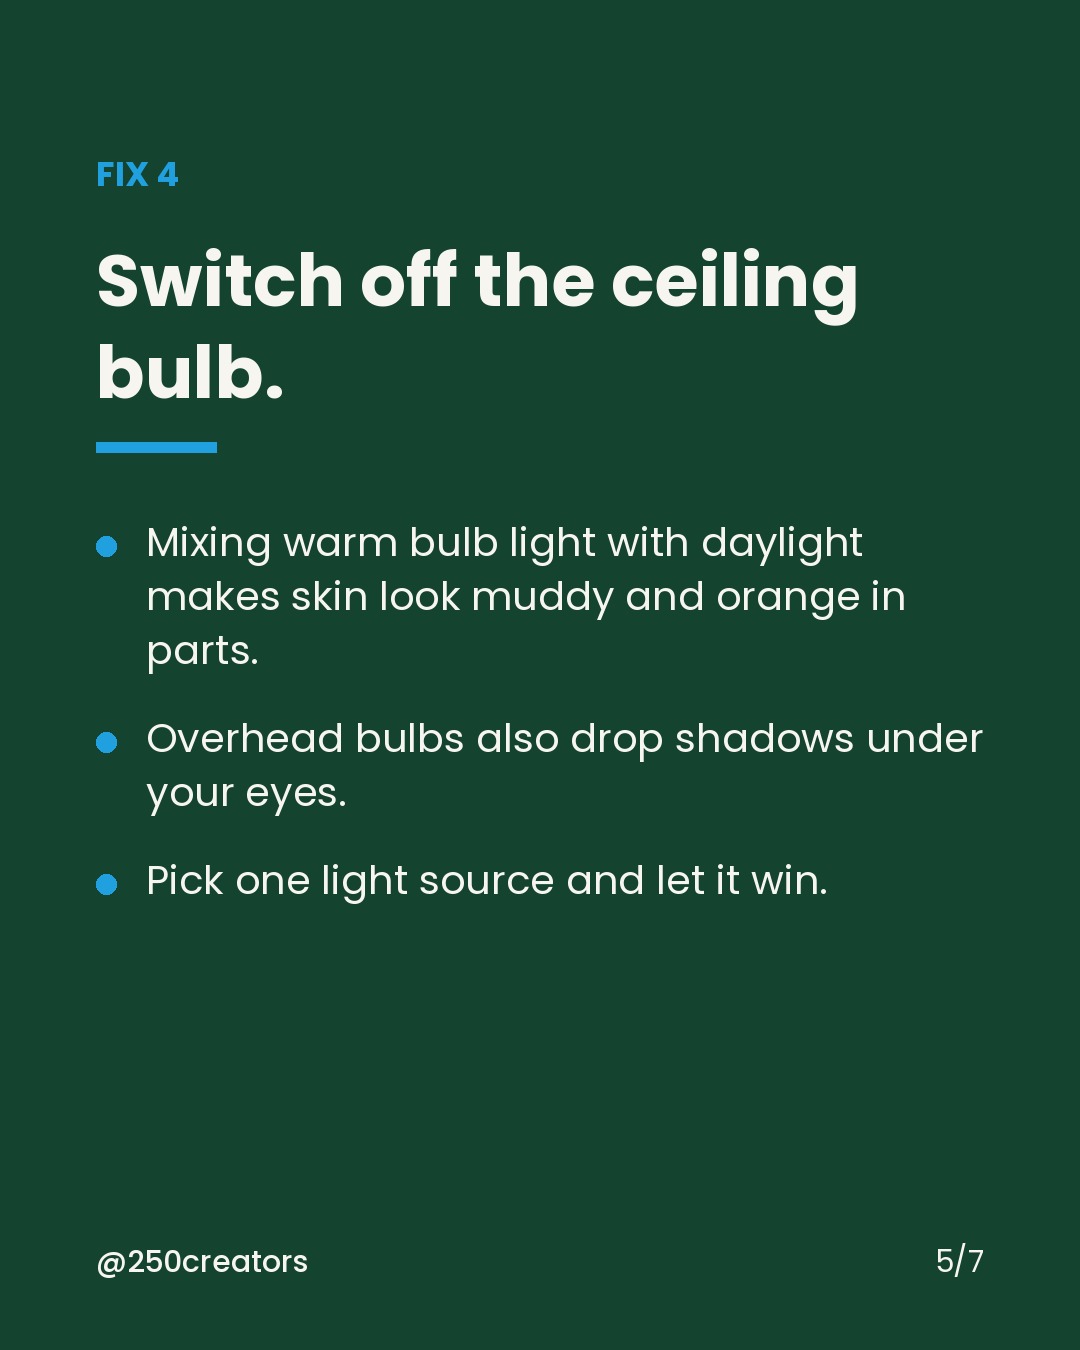 FIX 4
Switch off the ceiling
bulb.
Mixing warm bulb light with daylight
makes skin look muddy and orange in
parts.
Overhead bulbs also drop shadows under
your eyes.
Pick one light source and let it win.
@250creators
5/7